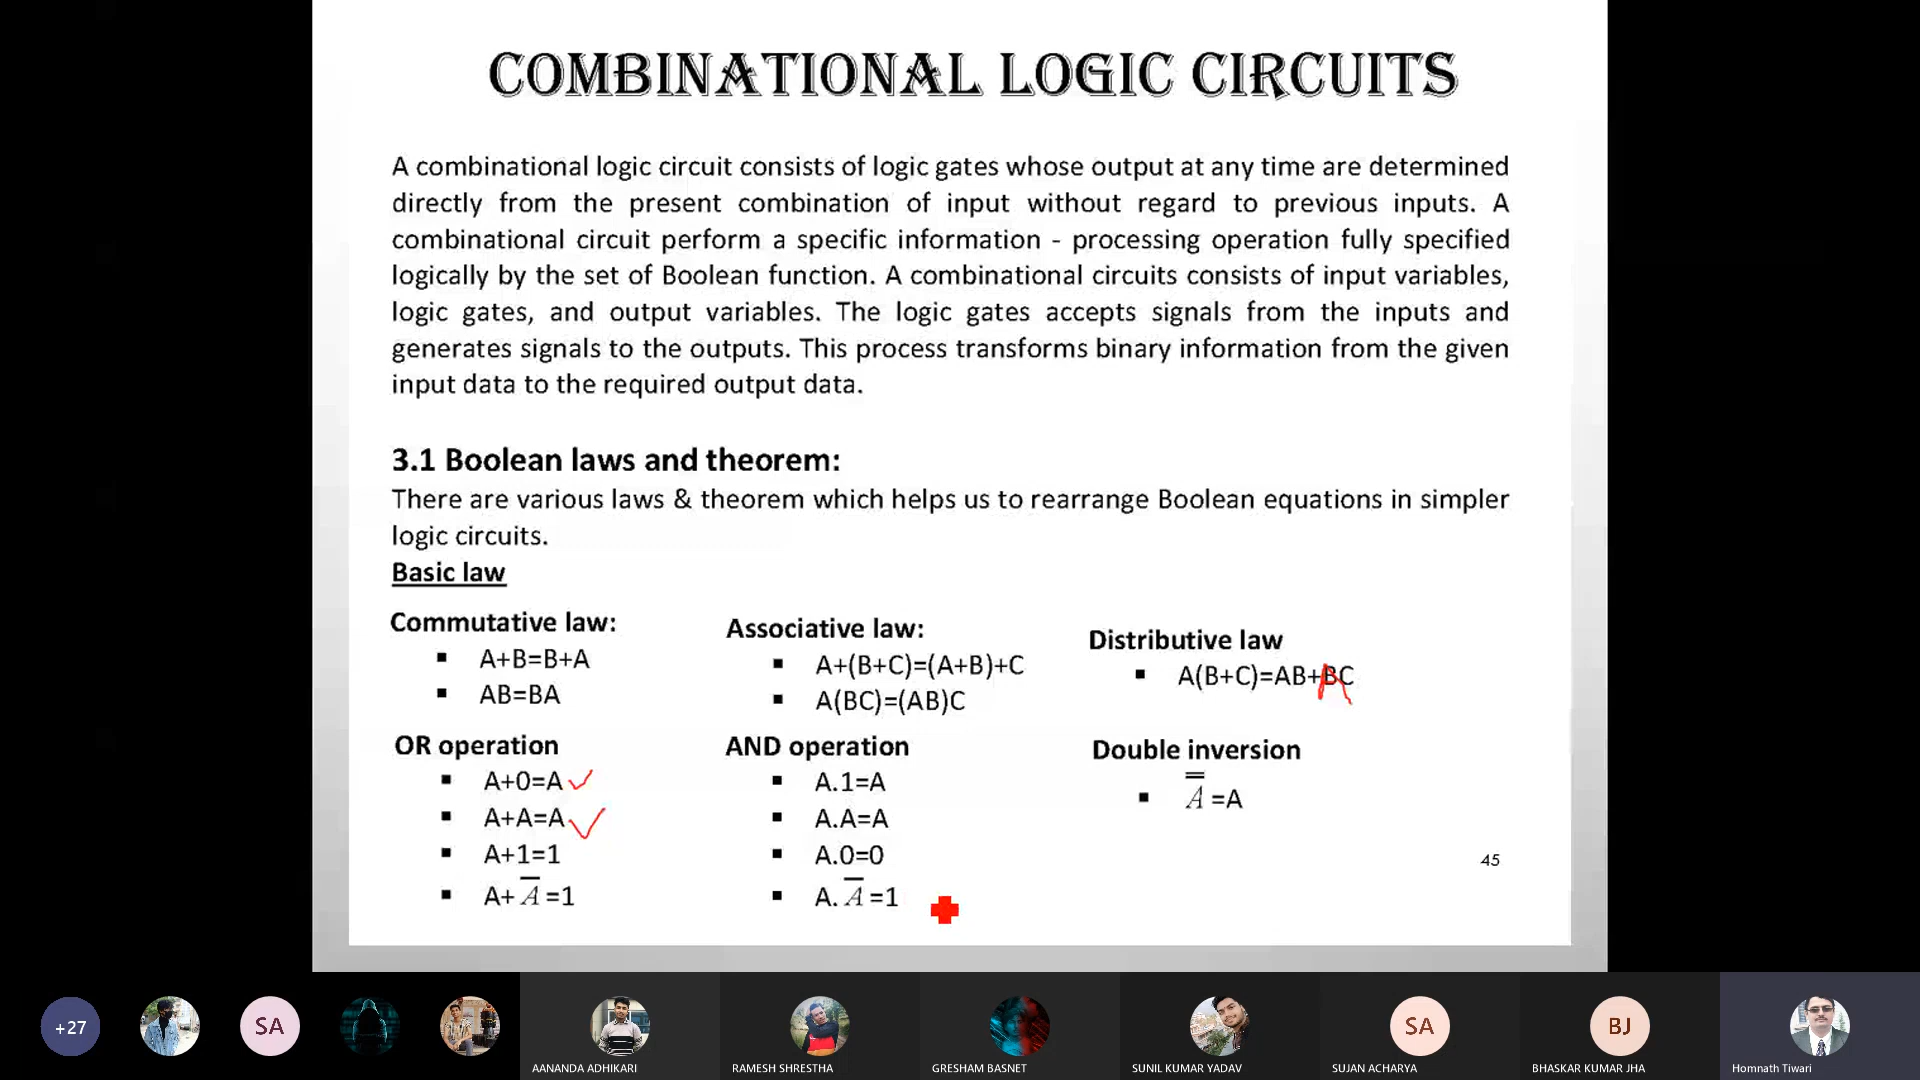 COMBINATIONAL LOGIC CIRCUITS
A combinational logic circuit consists of logic gates whose output at any time are determined
directly from the present combination of input without regard to previous inputs. A
combinational circuit perform a specific information - processing operation fully specified
logically by the set of Boolean function. A combinational circuits consists of input variables,
logic gates, and output variables. The logic gates accepts signals from the inputs and
generates signals to the outputs. This process transforms binary information from the given
input data to the required output data.
3.1 Boolean laws and theorem:
There are various laws & theorem which helps us to rearrange Boolean equations in simpler
logic circuits.
Basic law
Commutative law:
▪ A+B=B+A
▪ AB=BA
Associative law:
▪ A+(B+C)=(A+B)+C
▪ A(BC)=(AB)C
Distributive law
▪ A(B+C)=AB+BC
A
OR operation
▪ A+0=A ✓
▪ A+A=A ✓
▪ A+1=1
▪ A+A̅=1
AND operation
▪ A.1=A
▪ A.A=A
▪ A.0=0
▪ A.A̅=1
Double inversion
▪ A̿=A
45
+27
SA
AANANDA ADHIKARI
RAMESH SHRESTHA
GRESHAM BASNET
SUNIL KUMAR YADAV
SA
SUJAN ACHARYA
BJ
BHASKAR KUMAR JHA
Homnath Tiwari